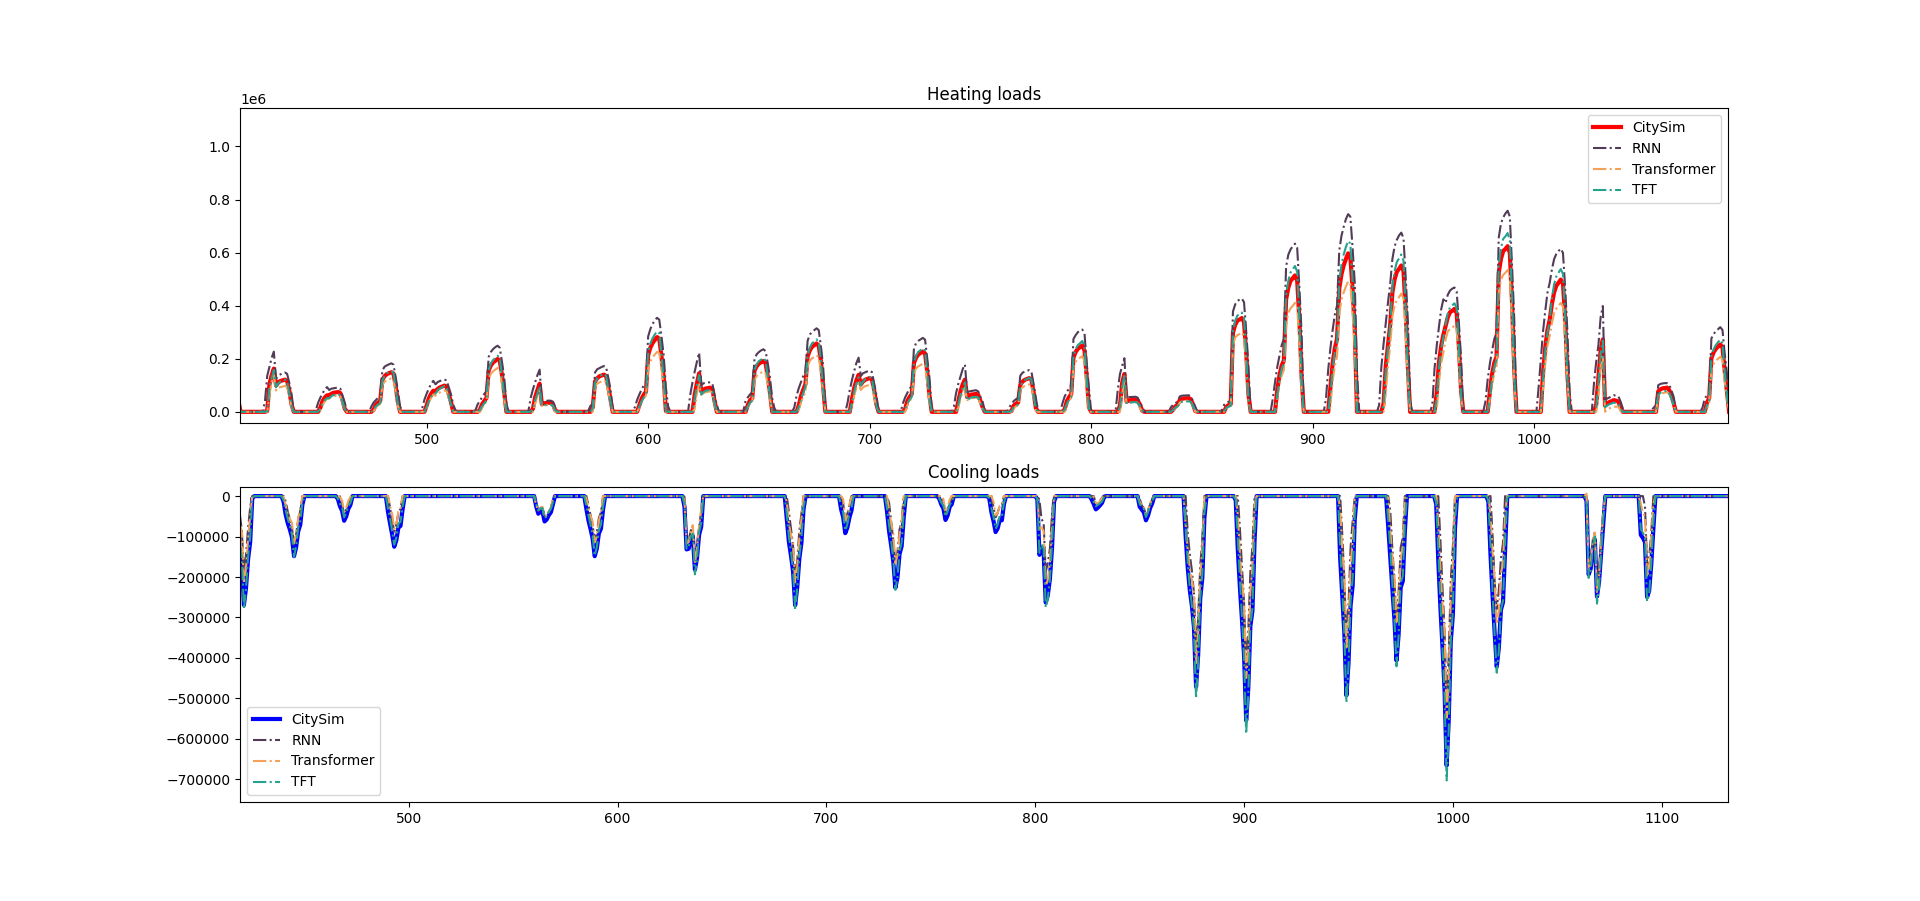 Heating loads
1e6
1.0
0.8
0.6
0.4
0.2
0.0
500 600 700 800 900 1000
CitySim
RNN
Transformer
TFT
Cooling loads
0
−100000
−200000
−300000
−400000
−500000
−600000
−700000
500 600 700 800 900 1000 1100
CitySim
RNN
Transformer
TFT